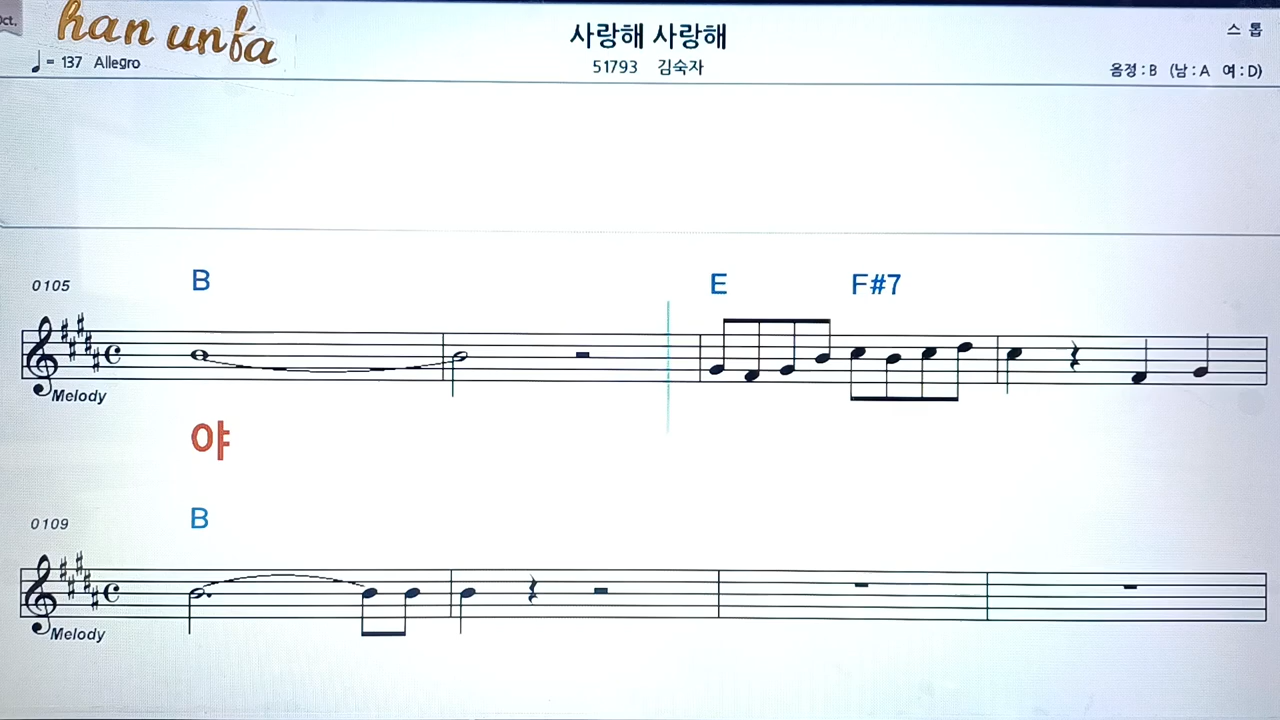 Oct.
han unfa
사랑해 사랑해
스 톱
♩ = 137 Allegro
51793 김숙자
음정 : B (남 : A 여 : D)
0105
B
E
F#7
Melody
야
0109
B
Melody